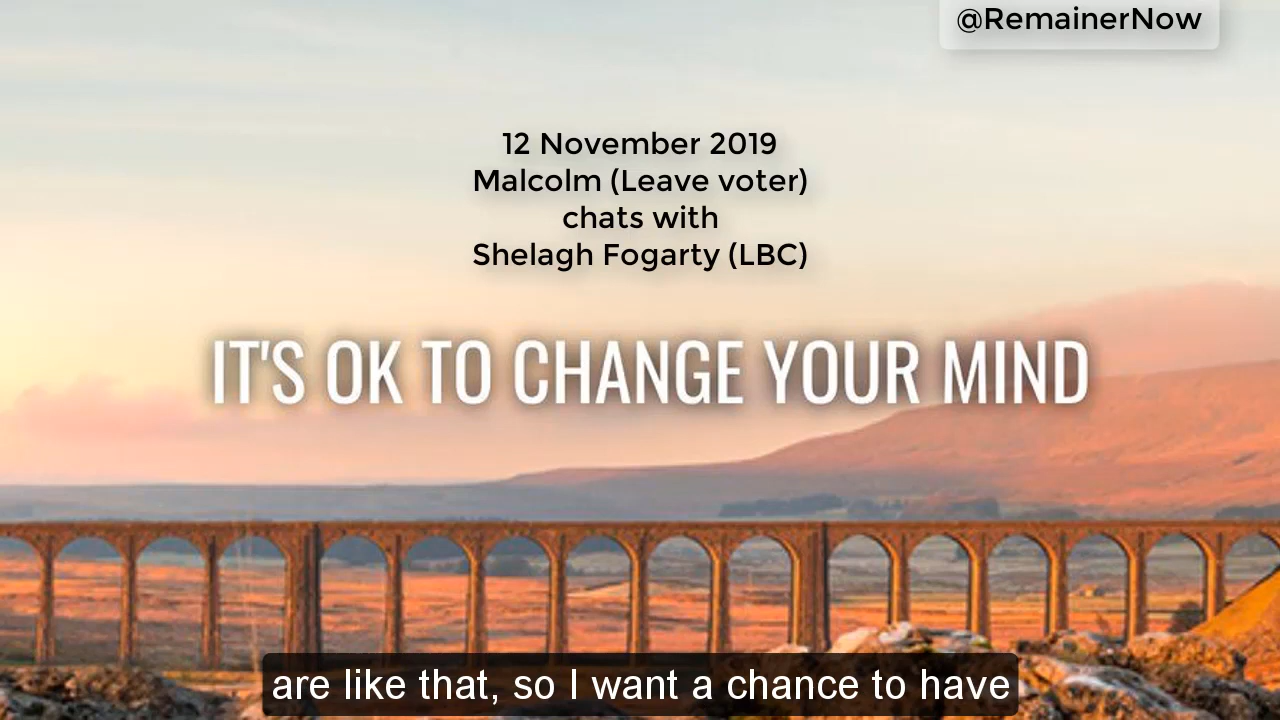 @RemainerNow
12 November 2019
Malcolm (Leave voter)
chats with
Shelagh Fogarty (LBC)
IT'S OK TO CHANGE YOUR MIND
are like that, so I want a chance to have